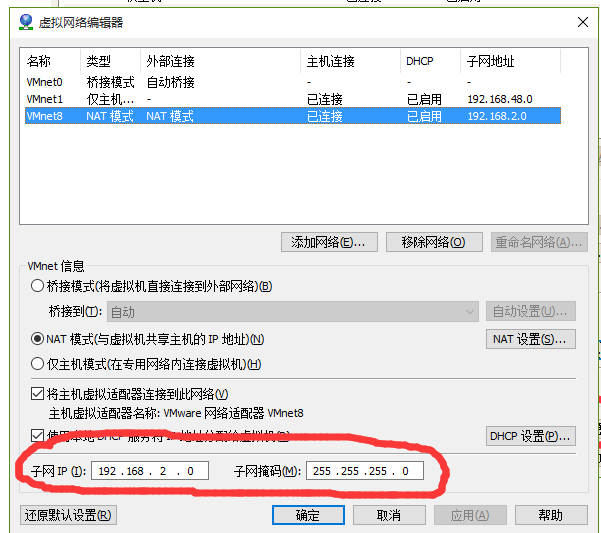 虚拟网络编辑器
名称 类型 外部连接 主机连接 DHCP 子网地址
VMnet0 桥接模式 自动桥接 - - -
VMnet1 仅主机... - 已连接 已启用 192.168.48.0
VMnet8 NAT 模式 NAT 模式 已连接 已启用 192.168.2.0
添加网络(E)... 移除网络(O) 重命名网络(A)...
VMnet 信息
桥接模式(将虚拟机直接连接到外部网络)(B)
桥接到(T): 自动 自动设置(U)...
NAT 模式(与虚拟机共享主机的 IP 地址)(N) NAT 设置(S)...
仅主机模式(在专用网络内连接虚拟机)(H)
将主机虚拟适配器连接到此网络(V)
主机虚拟适配器名称: VMware 网络适配器 VMnet8
使用本地 DHCP 服务将 IP 地址分配给虚拟机 DHCP 设置(P)...
子网 IP (I): 192 .168 . 2 . 0 子网掩码(M): 255 .255 .255 . 0
还原默认设置(R) 确定 取消 应用(A) 帮助